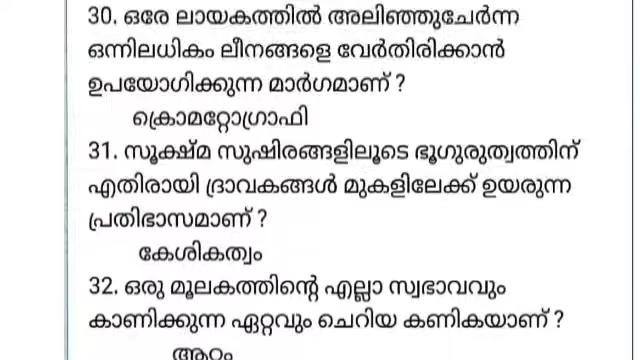 30. ഒരേ ലായകത്തിൽ അലിഞ്ഞുചേർന്ന
ഒന്നിലധികം ലീനങ്ങളെ വേർതിരിക്കാൻ
ഉപയോഗിക്കുന്ന മാർഗമാണ് ?
ക്രൊമറ്റോഗ്രാഫി
31. സൂക്ഷ്മ സുഷിരങ്ങളിലൂടെ ഭൂഗുരുത്വത്തിന്
എതിരായി ദ്രാവകങ്ങൾ മുകളിലേക്ക് ഉയരുന്ന
പ്രതിഭാസമാണ് ?
കേശികത്വം
32. ഒരു മൂലകത്തിന്റെ എല്ലാ സ്വഭാവവും
കാണിക്കുന്ന ഏറ്റവും ചെറിയ കണികയാണ് ?
ആറ്റം